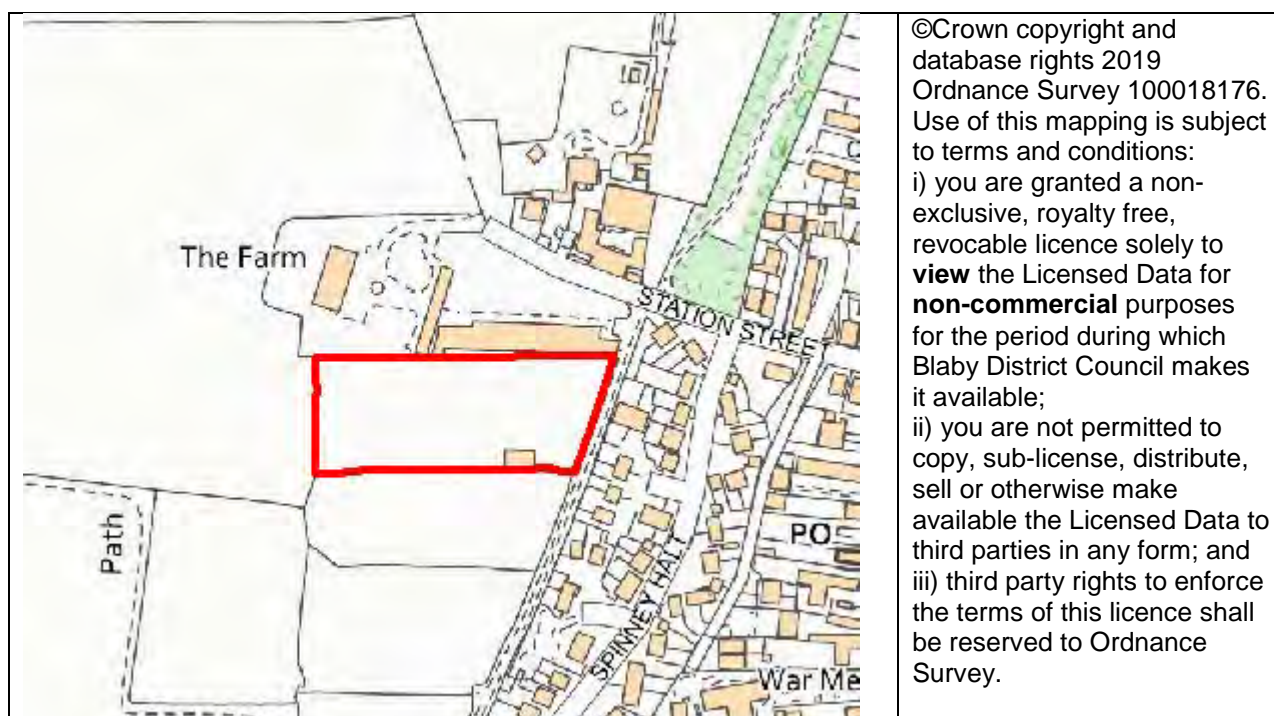 The Farm
STATION STREET
Path
PO
SPINNEY HALT
War Me
©Crown copyright and
database rights 2019
Ordnance Survey 100018176.
Use of this mapping is subject
to terms and conditions:
i) you are granted a non-
exclusive, royalty free,
revocable licence solely to
view the Licensed Data for
non-commercial purposes
for the period during which
Blaby District Council makes
it available;
ii) you are not permitted to
copy, sub-license, distribute,
sell or otherwise make
available the Licensed Data to
third parties in any form; and
iii) third party rights to enforce
the terms of this licence shall
be reserved to Ordnance
Survey.